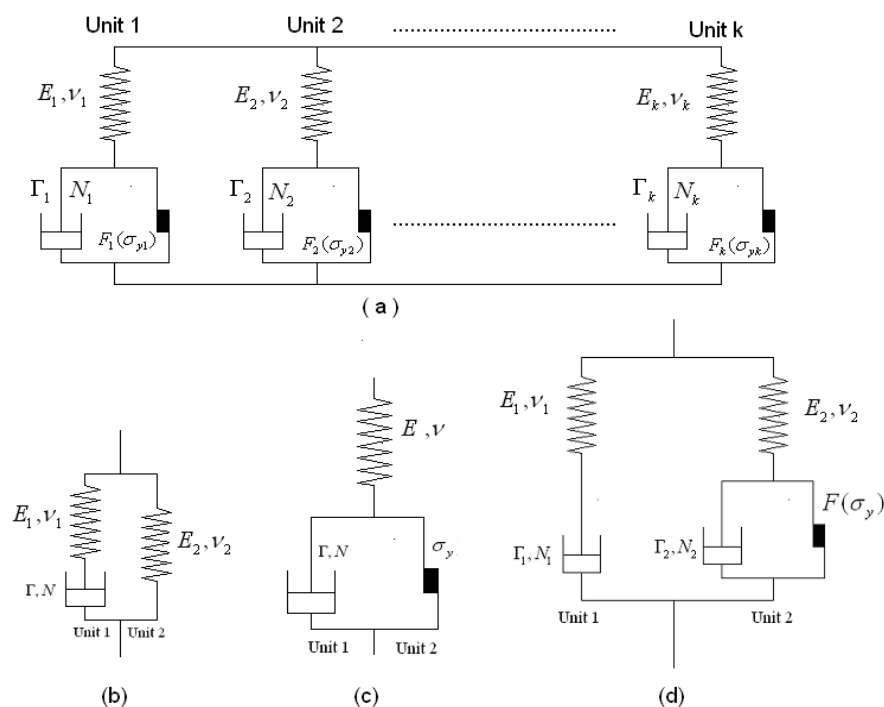 Unit 1 Unit 2 ........................................ Unit k
E₁,ν₁ E₂,ν₂ Eₖ,νₖ
Γ₁ N₁ Γ₂ N₂ Γₖ Nₖ
F₁(σy₁) F₂(σy₂) ........................................ Fₖ(σyₖ)
( a )
E₁,ν₁
E₂,ν₂
Γ, N
Unit 1 Unit 2
(b)
E ,ν
Γ, N
σy
Unit 1 Unit 2
(c)
E₁,ν₁
E₂,ν₂
F(σy)
Γ₁,N₁
Γ₂,N₂
Unit 1 Unit 2
(d)